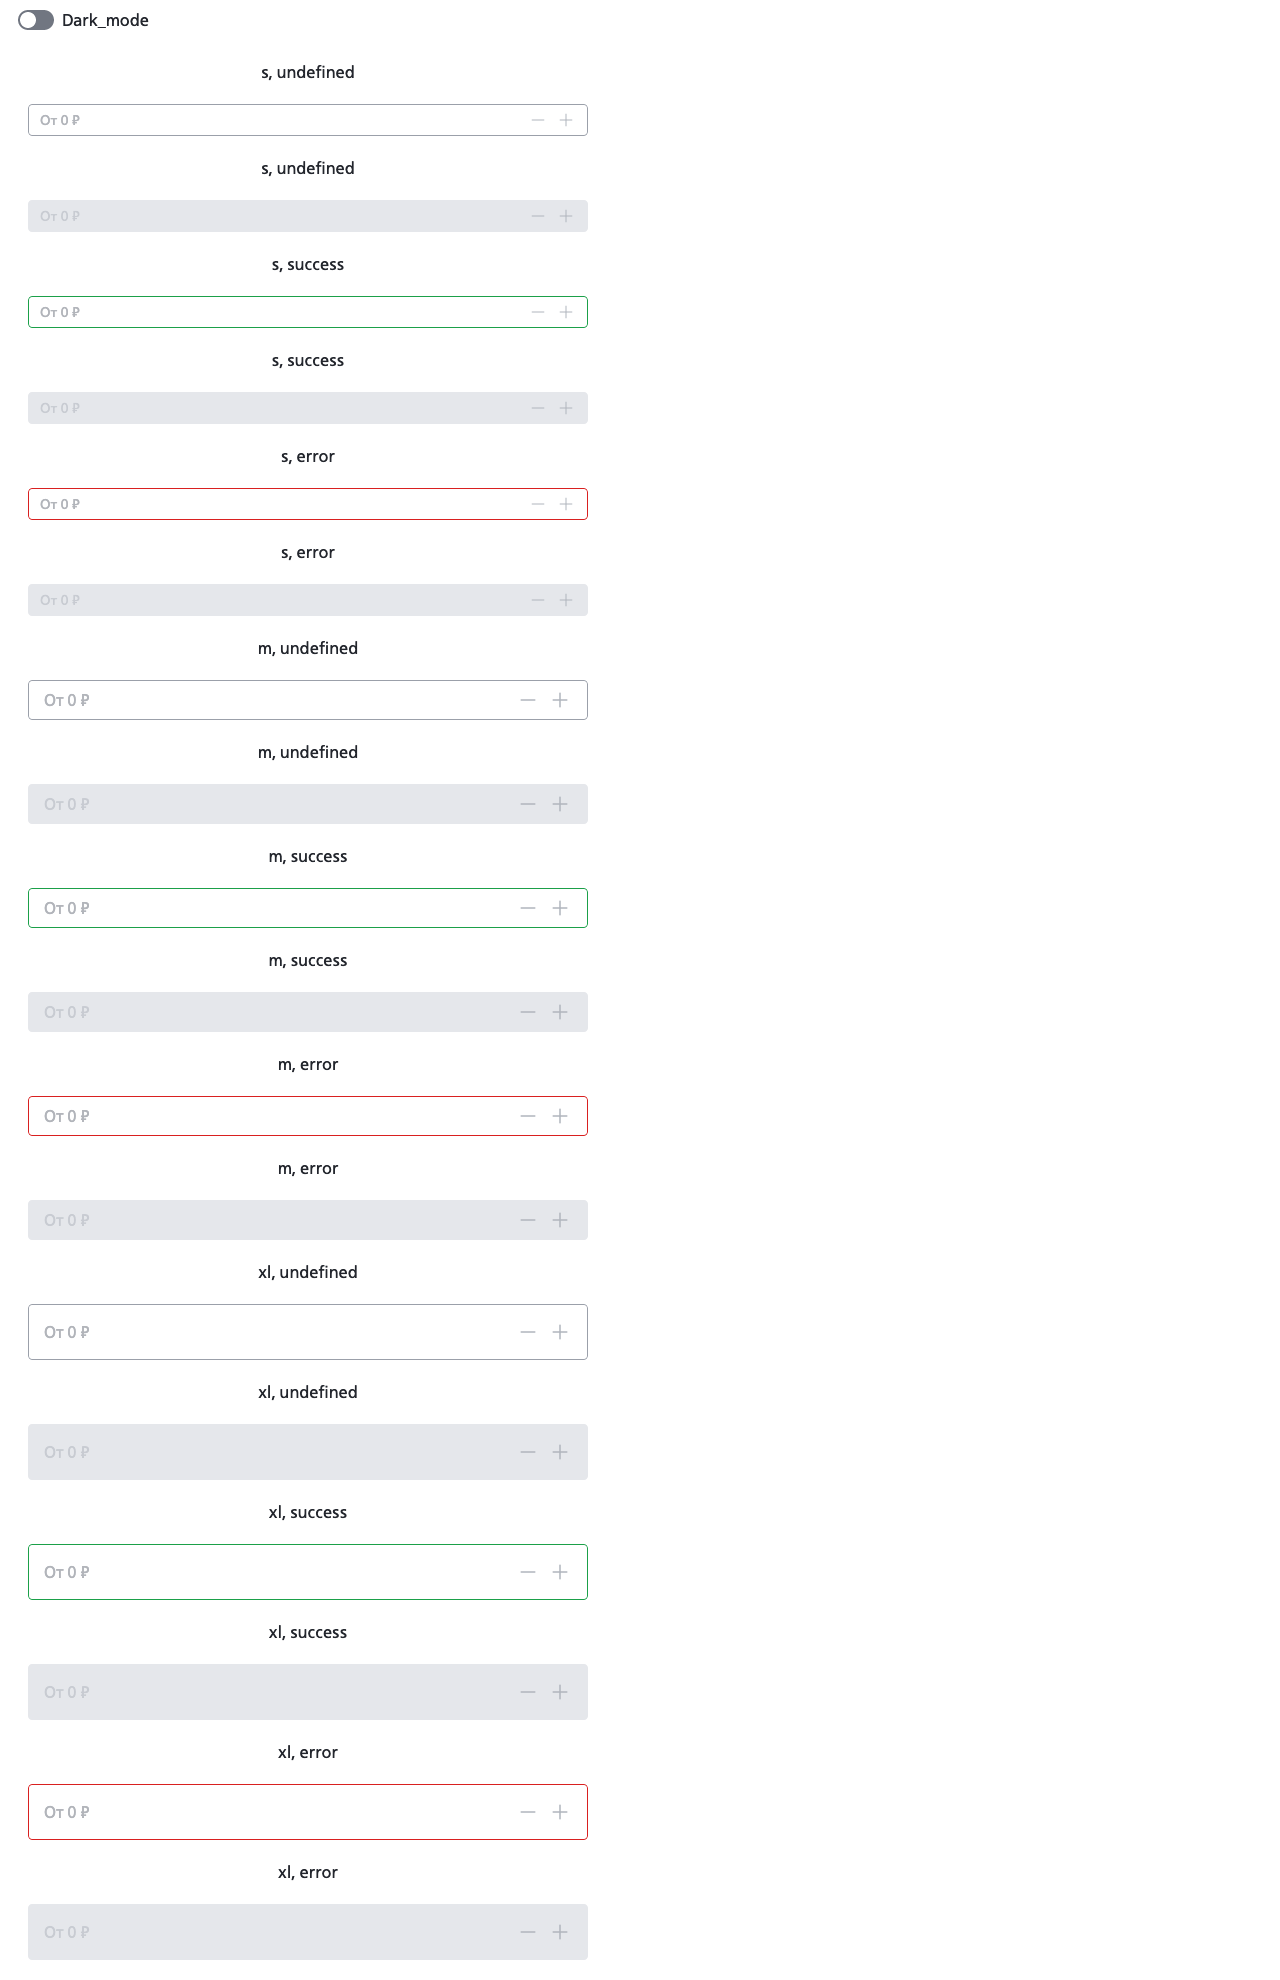 Dark_mode
s, undefined
От 0 ₽
s, undefined
От 0 ₽
s, success
От 0 ₽
s, success
От 0 ₽
s, error
От 0 ₽
s, error
От 0 ₽
m, undefined
От 0 ₽
m, undefined
От 0 ₽
m, success
От 0 ₽
m, success
От 0 ₽
m, error
От 0 ₽
m, error
От 0 ₽
xl, undefined
От 0 ₽
xl, undefined
От 0 ₽
xl, success
От 0 ₽
xl, success
От 0 ₽
xl, error
От 0 ₽
xl, error
От 0 ₽